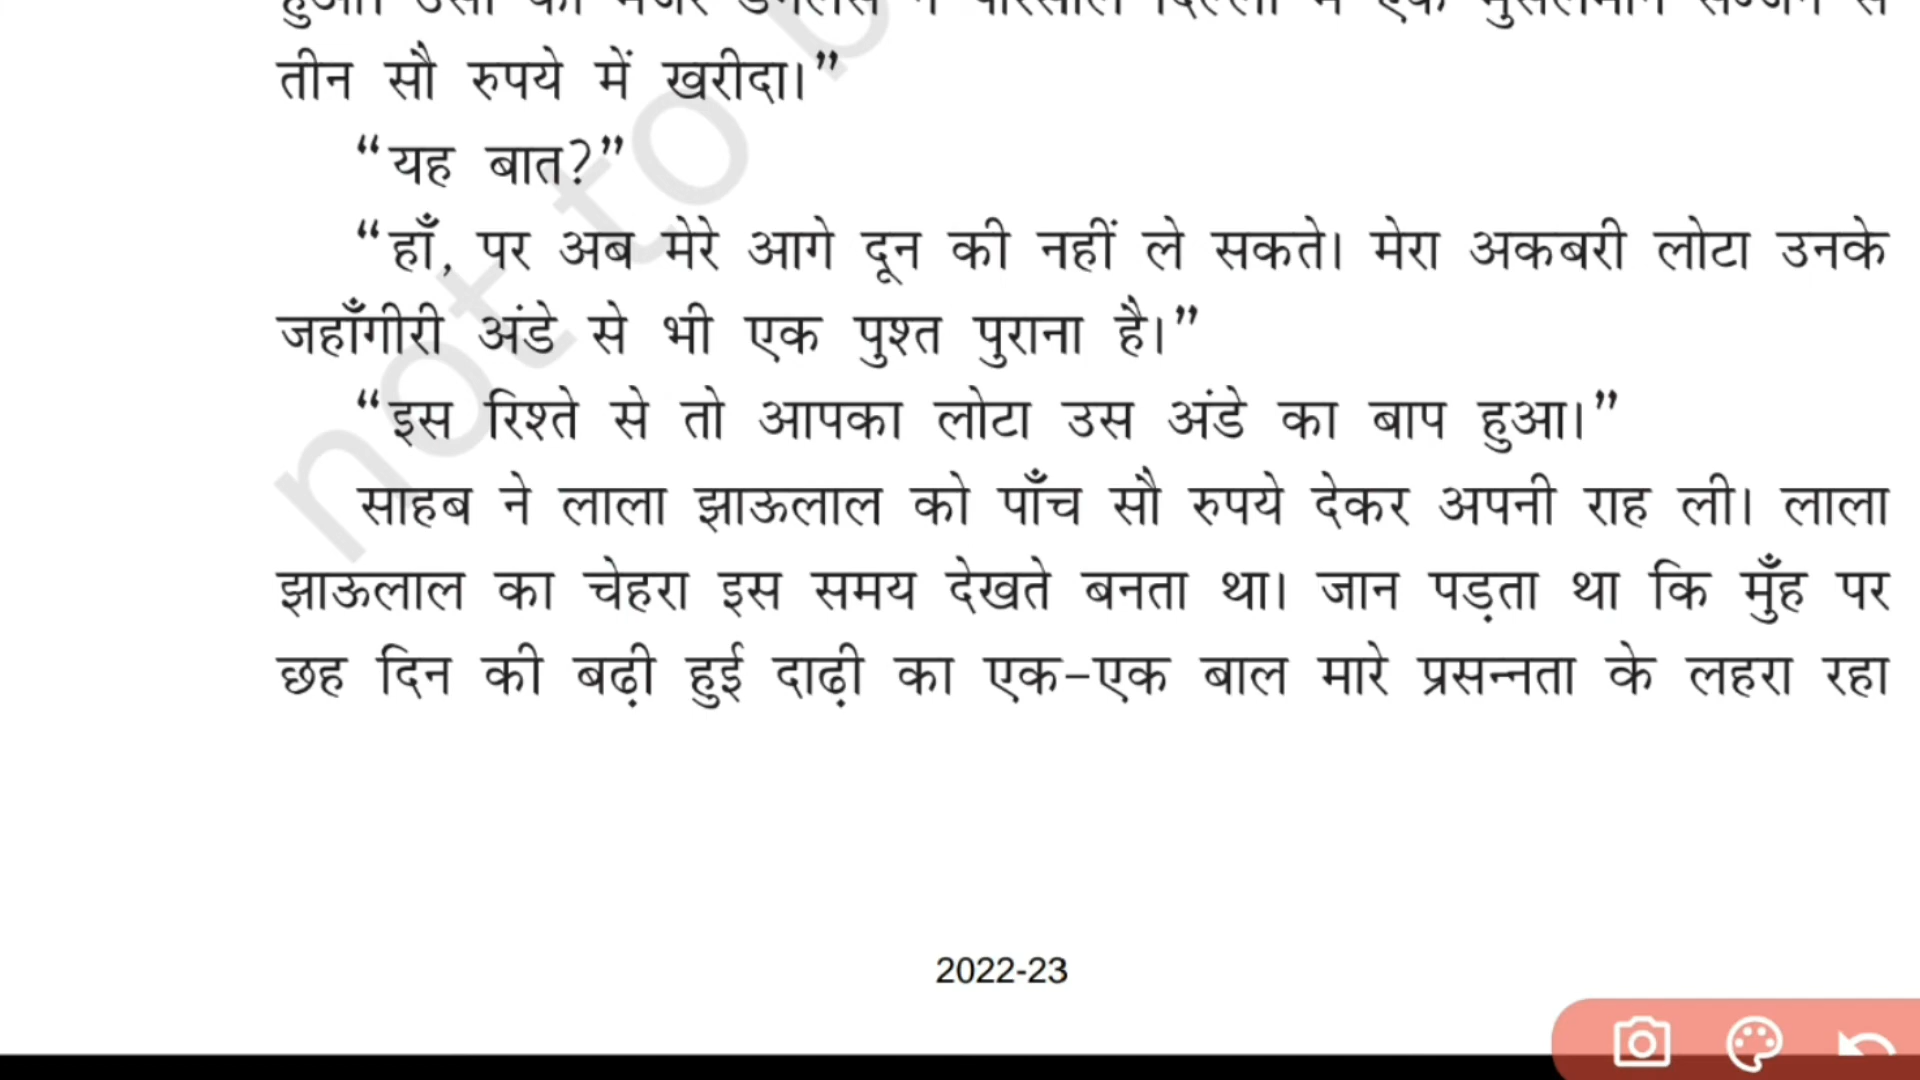 तीन सौ रुपये में खरीदा।”
“यह बात?”
“हाँ, पर अब मेरे आगे दून की नहीं ले सकते। मेरा अकबरी लोटा उनके
जहाँगीरी अंडे से भी एक पुश्त पुराना है।”
“इस रिश्ते से तो आपका लोटा उस अंडे का बाप हुआ।”
साहब ने लाला झाऊलाल को पाँच सौ रुपये देकर अपनी राह ली। लाला
झाऊलाल का चेहरा इस समय देखते बनता था। जान पड़ता था कि मुँह पर
छह दिन की बढ़ी हुई दाढ़ी का एक-एक बाल मारे प्रसन्नता के लहरा रहा
not to b
2022-23